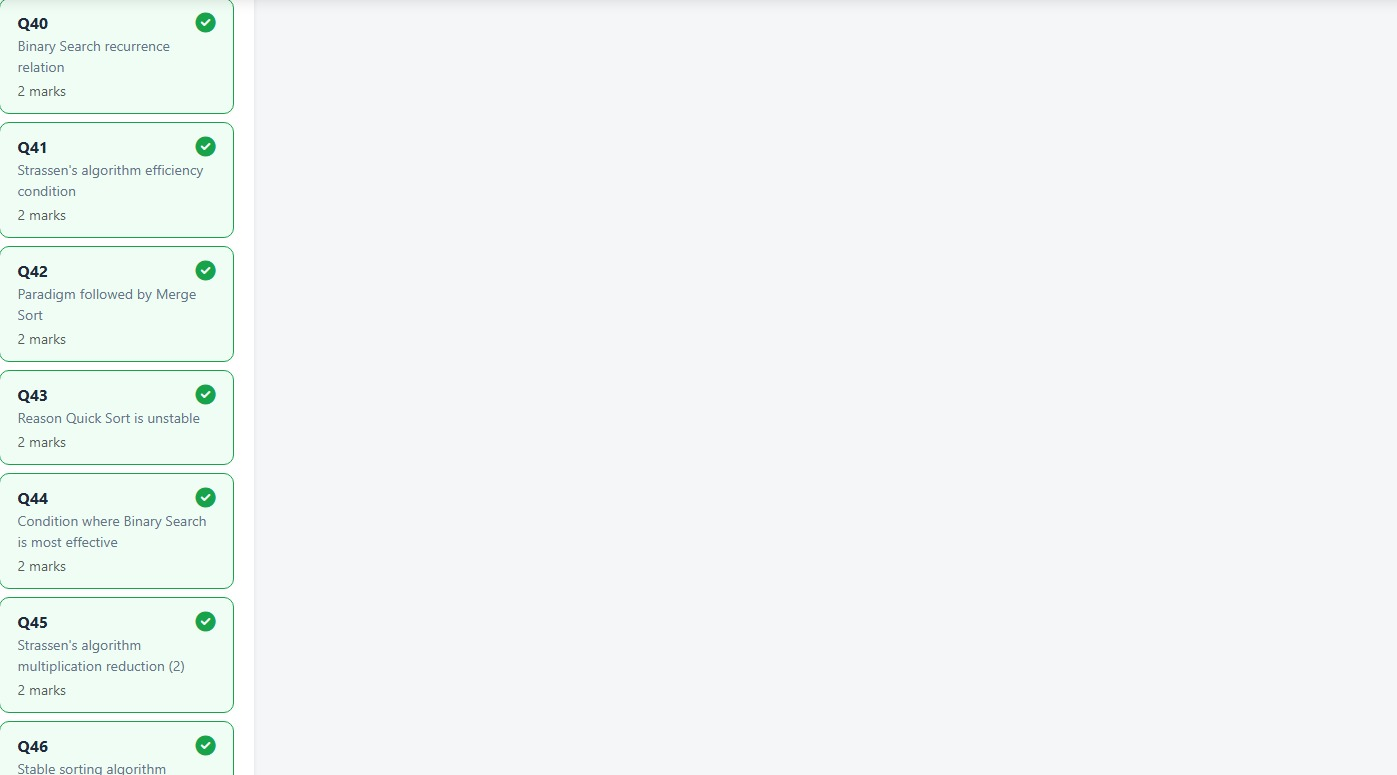 Q40
Binary Search recurrence
relation
2 marks
Q41
Strassen's algorithm efficiency
condition
2 marks
Q42
Paradigm followed by Merge
Sort
2 marks
Q43
Reason Quick Sort is unstable
2 marks
Q44
Condition where Binary Search
is most effective
2 marks
Q45
Strassen's algorithm
multiplication reduction (2)
2 marks
Q46
Stable sorting algorithm